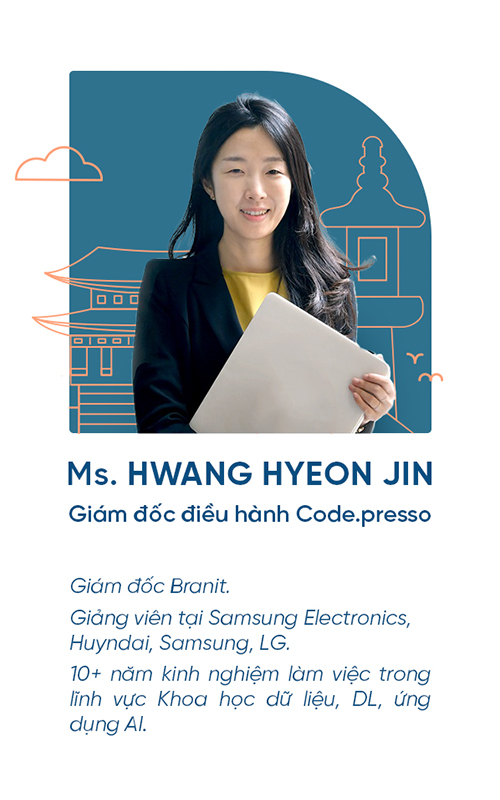 Ms. HWANG HYEON JIN
Giám đốc điều hành Code.presso
Giám đốc Branit.
Giảng viên tại Samsung Electronics,
Huyndai, Samsung, LG.
10+ năm kinh nghiệm làm việc trong
lĩnh vực Khoa học dữ liệu, DL, ứng
dụng AI.